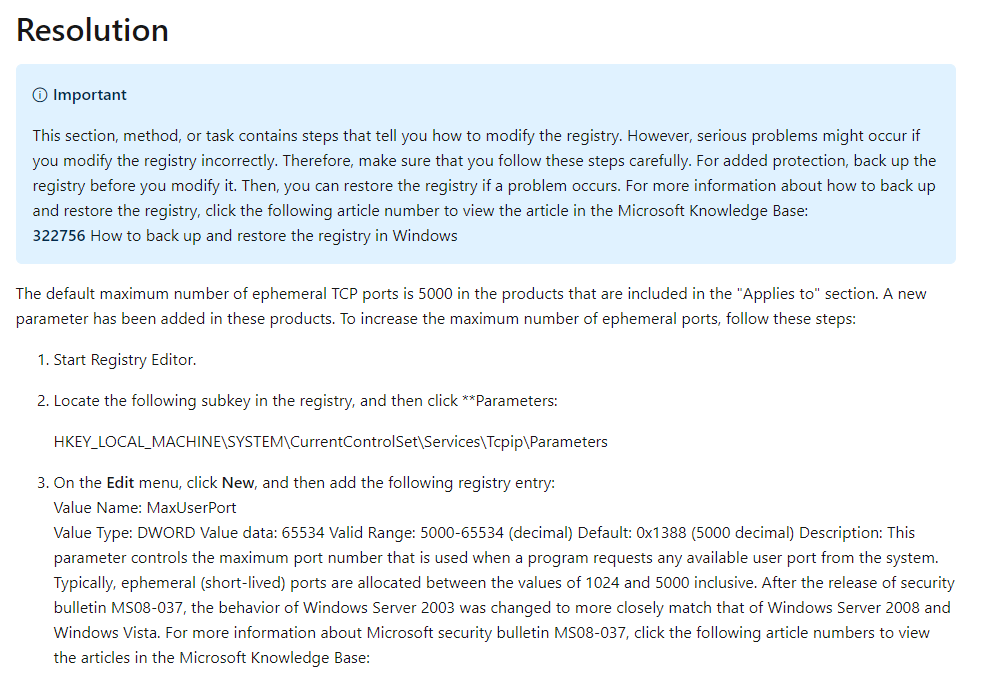 Resolution
Important
This section, method, or task contains steps that tell you how to modify the registry. However, serious problems might occur if
you modify the registry incorrectly. Therefore, make sure that you follow these steps carefully. For added protection, back up the
registry before you modify it. Then, you can restore the registry if a problem occurs. For more information about how to back up
and restore the registry, click the following article number to view the article in the Microsoft Knowledge Base:
322756 How to back up and restore the registry in Windows
The default maximum number of ephemeral TCP ports is 5000 in the products that are included in the "Applies to" section. A new
parameter has been added in these products. To increase the maximum number of ephemeral ports, follow these steps:
1. Start Registry Editor.
2. Locate the following subkey in the registry, and then click **Parameters:
HKEY_LOCAL_MACHINE\SYSTEM\CurrentControlSet\Services\Tcpip\Parameters
3. On the Edit menu, click New, and then add the following registry entry:
Value Name: MaxUserPort
Value Type: DWORD Value data: 65534 Valid Range: 5000-65534 (decimal) Default: 0x1388 (5000 decimal) Description: This
parameter controls the maximum port number that is used when a program requests any available user port from the system.
Typically, ephemeral (short-lived) ports are allocated between the values of 1024 and 5000 inclusive. After the release of security
bulletin MS08-037, the behavior of Windows Server 2003 was changed to more closely match that of Windows Server 2008 and
Windows Vista. For more information about Microsoft security bulletin MS08-037, click the following article numbers to view
the articles in the Microsoft Knowledge Base: